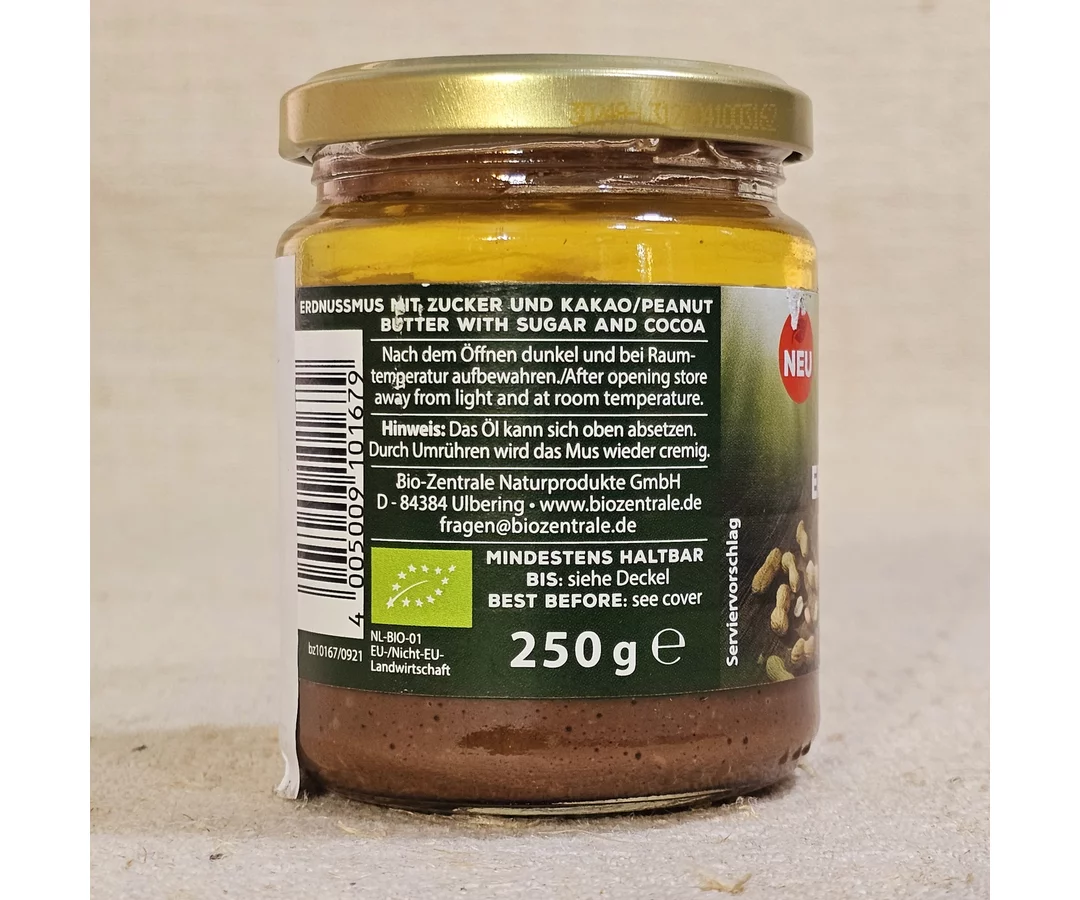 ERDNUSSMUS MIT ZUCKER UND KAKAO/PEANUT
BUTTER WITH SUGAR AND COCOA
Nach dem Öffnen dunkel und bei Raum-
temperatur aufbewahren./After opening store
away from light and at room temperature.
Hinweis: Das Öl kann sich oben absetzen.
Durch Umrühren wird das Mus wieder cremig.
Bio-Zentrale Naturprodukte GmbH
D - 84384 Ulbering • www.biozentrale.de
fragen@biozentrale.de
MINDESTENS HALTBAR
BIS: siehe Deckel
BEST BEFORE: see cover
250 g ℮
NL-BIO-01
EU-/Nicht-EU-
Landwirtschaft
bz10167/0921
4 005009 101679
NEU
Serviervorschlag